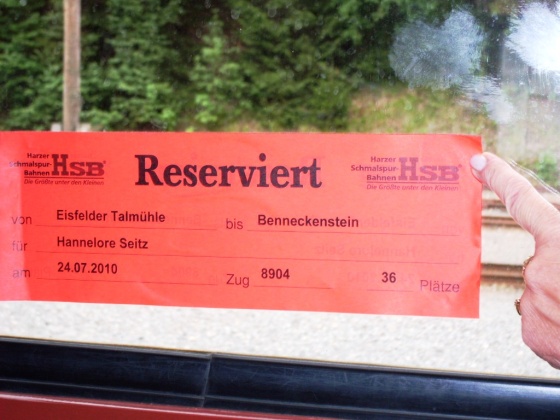 Harzer
Schmalspur-
Bahnen HSB®
Die Größte unter den Kleinen
Reserviert
Harzer
Schmalspur-
Bahnen HSB®
Die Größte unter den Kleinen
von Eisfelder Talmühle bis Benneckenstein
für Hannelore Seitz
am 24.07.2010 Zug 8904 36 Plätze